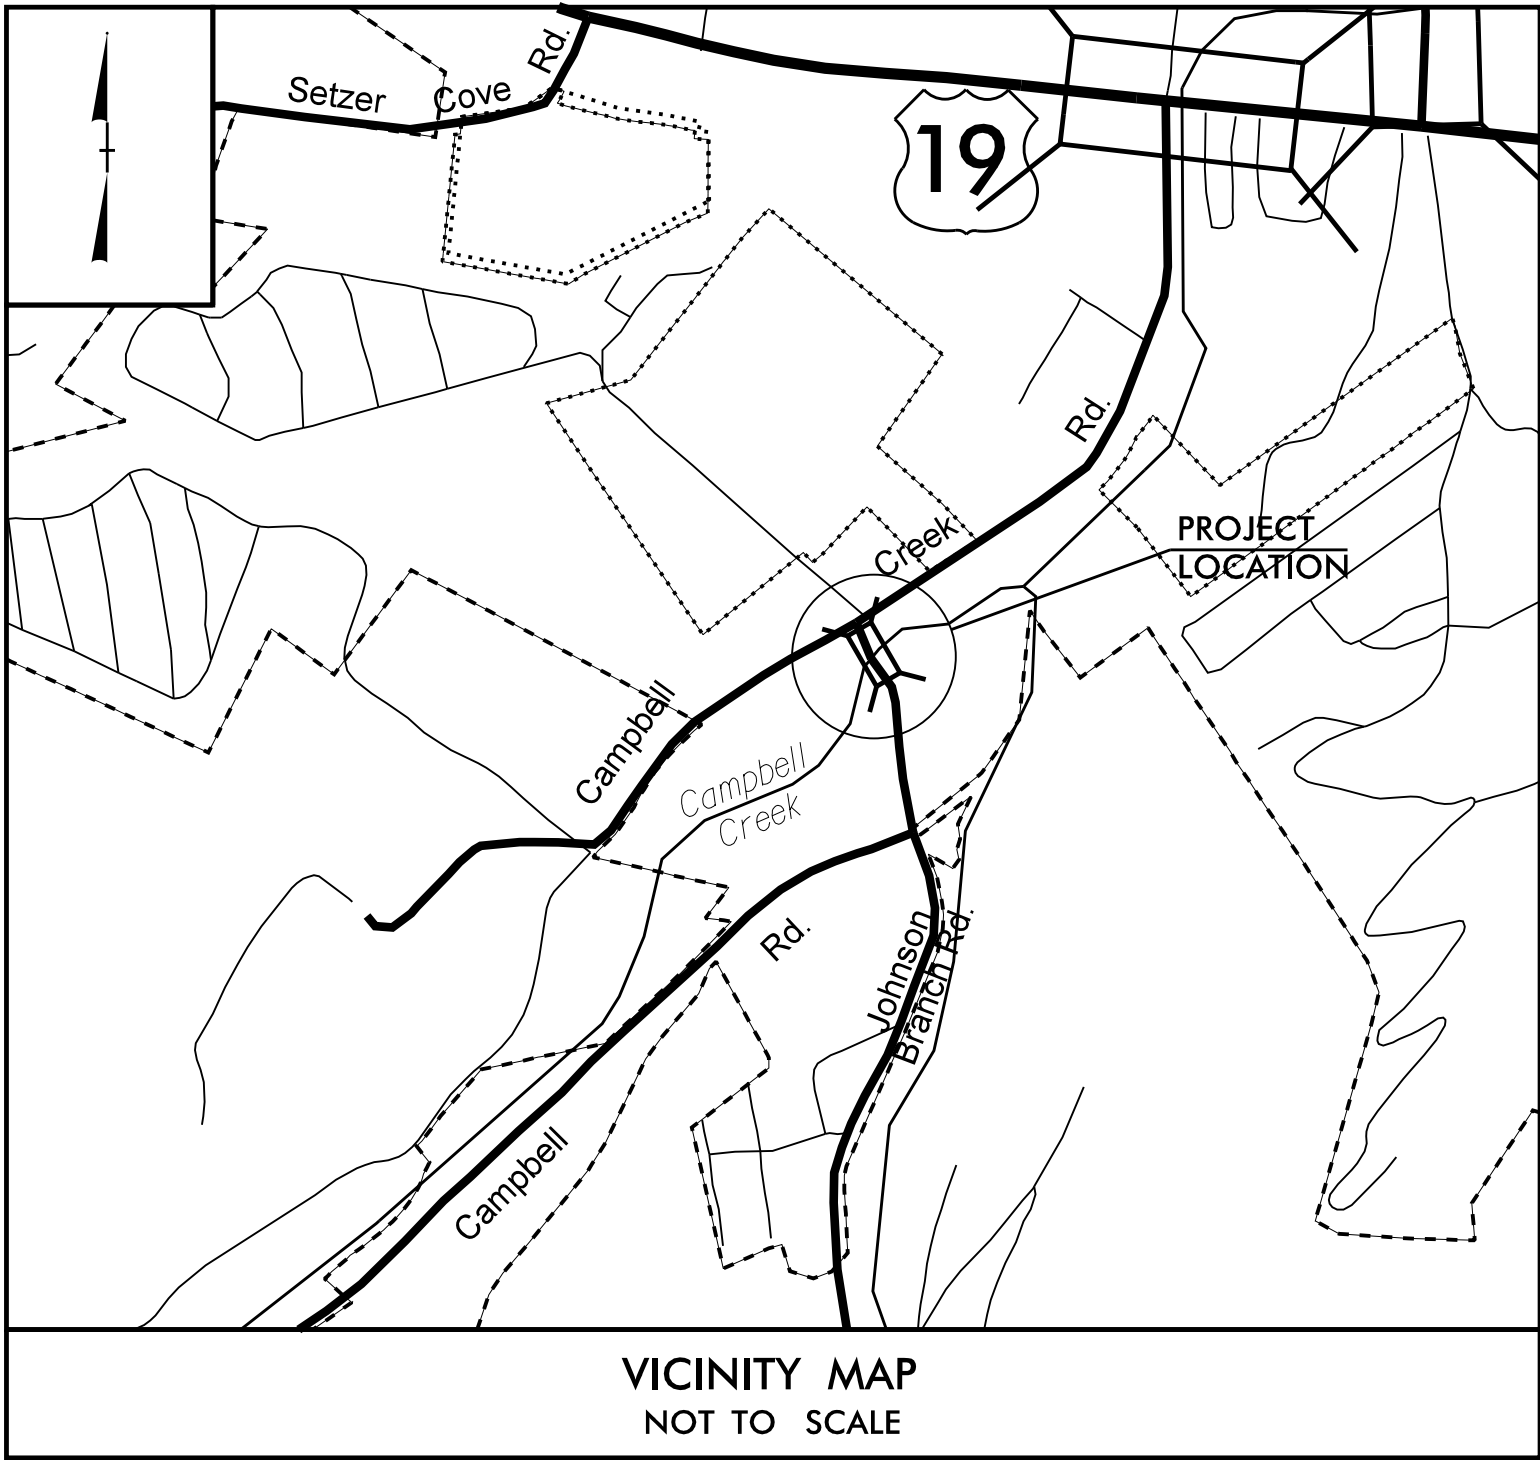 Setzer Cove Rd.
19
Rd.
Creek
PROJECT
LOCATION
Campbell
Campbell
Creek
Rd.
Johnson
Branch Rd.
Campbell
VICINITY MAP
NOT TO SCALE